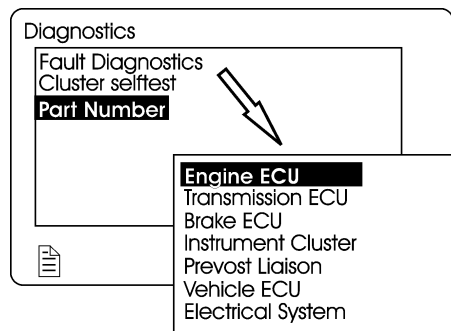 Diagnostics
Fault Diagnostics
Cluster selftest
Part Number
Engine ECU
Transmission ECU
Brake ECU
Instrument Cluster
Prevost Liaison
Vehicle ECU
Electrical System